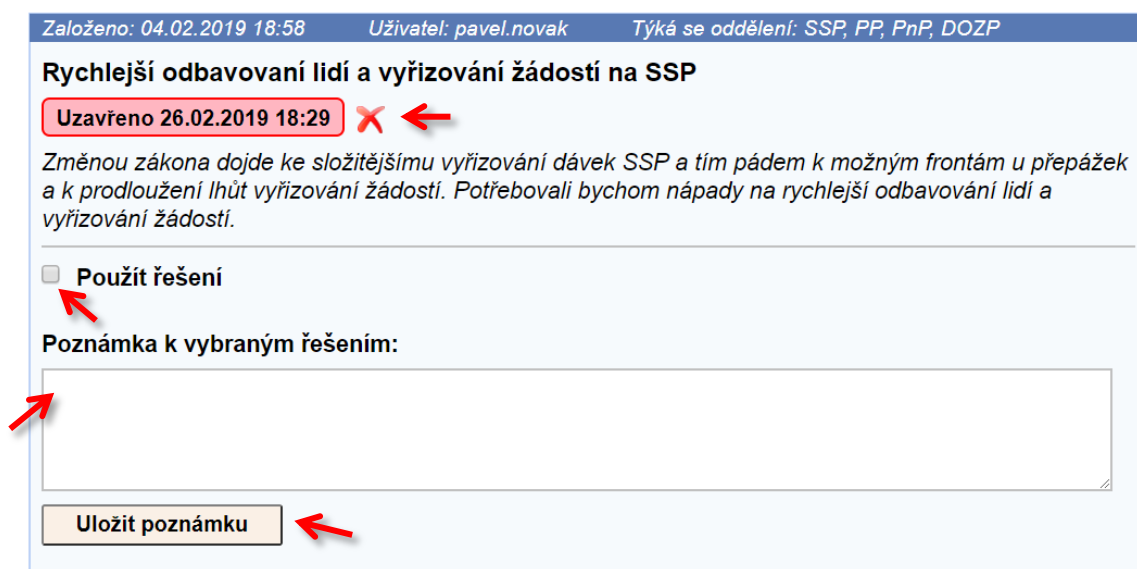 Založeno: 04.02.2019 18:58 Uživatel: pavel.novak Týká se oddělení: SSP, PP, PnP, DOZP
Rychlejší odbavovaní lidí a vyřizování žádostí na SSP
Uzavřeno 26.02.2019 18:29
Změnou zákona dojde ke složitějšímu vyřizování dávek SSP a tím pádem k možným frontám u přepážek
a k prodloužení lhůt vyřizování žádostí. Potřebovali bychom nápady na rychlejší odbavování lidí a
vyřizování žádostí.
Použít řešení
Poznámka k vybraným řešením:
Uložit poznámku